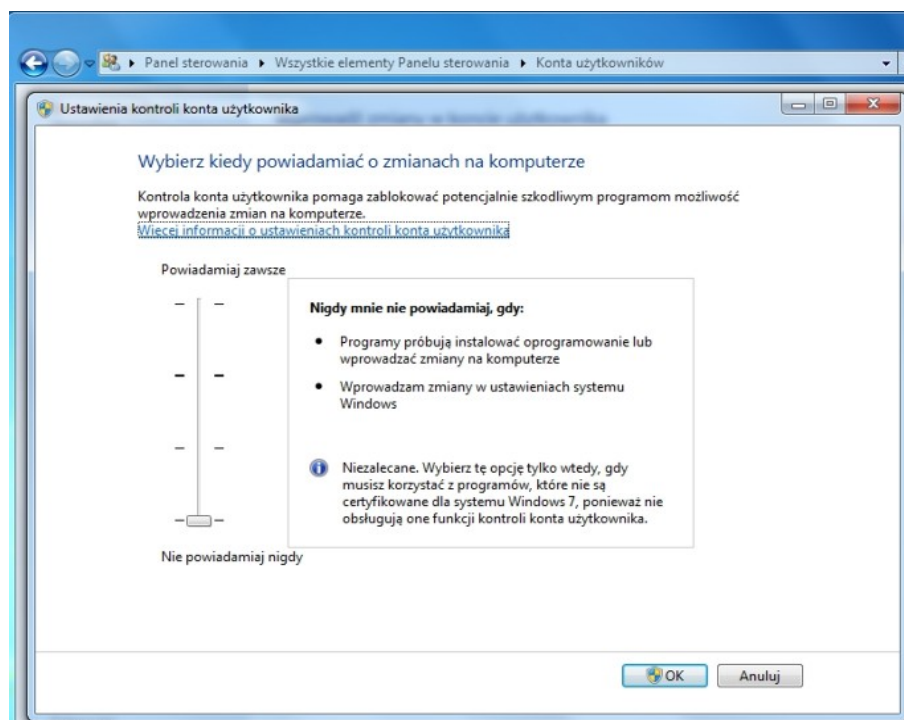 Panel sterowania ▸ Wszystkie elementy Panelu sterowania ▸ Konta użytkowników
Ustawienia kontroli konta użytkownika
Wybierz kiedy powiadamiać o zmianach na komputerze
Kontrola konta użytkownika pomaga zablokować potencjalnie szkodliwym programom możliwość
wprowadzenia zmian na komputerze.
Więcej informacji o ustawieniach kontroli konta użytkownika
Powiadamiaj zawsze
Nigdy mnie nie powiadamiaj, gdy:
• Programy próbują instalować oprogramowanie lub
wprowadzać zmiany na komputerze
• Wprowadzam zmiany w ustawieniach systemu
Windows
Niezalecane. Wybierz tę opcję tylko wtedy, gdy
musisz korzystać z programów, które nie są
certyfikowane dla systemu Windows 7, ponieważ nie
obsługują one funkcji kontroli konta użytkownika.
Nie powiadamiaj nigdy
OK
Anuluj